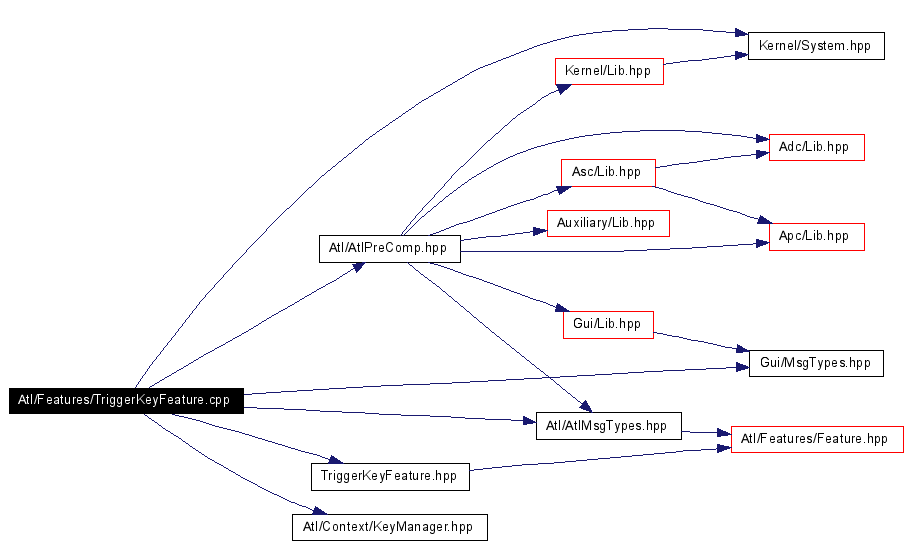 Kernel/System.hpp
Kernel/Lib.hpp
Adc/Lib.hpp
Asc/Lib.hpp
Auxiliary/Lib.hpp
Apc/Lib.hpp
Atl/AtlPreComp.hpp
Gui/Lib.hpp
Gui/MsgTypes.hpp
Atl/Features/TriggerKeyFeature.cpp
Atl/AtlMsgTypes.hpp
Atl/Features/Feature.hpp
TriggerKeyFeature.hpp
Atl/Context/KeyManager.hpp